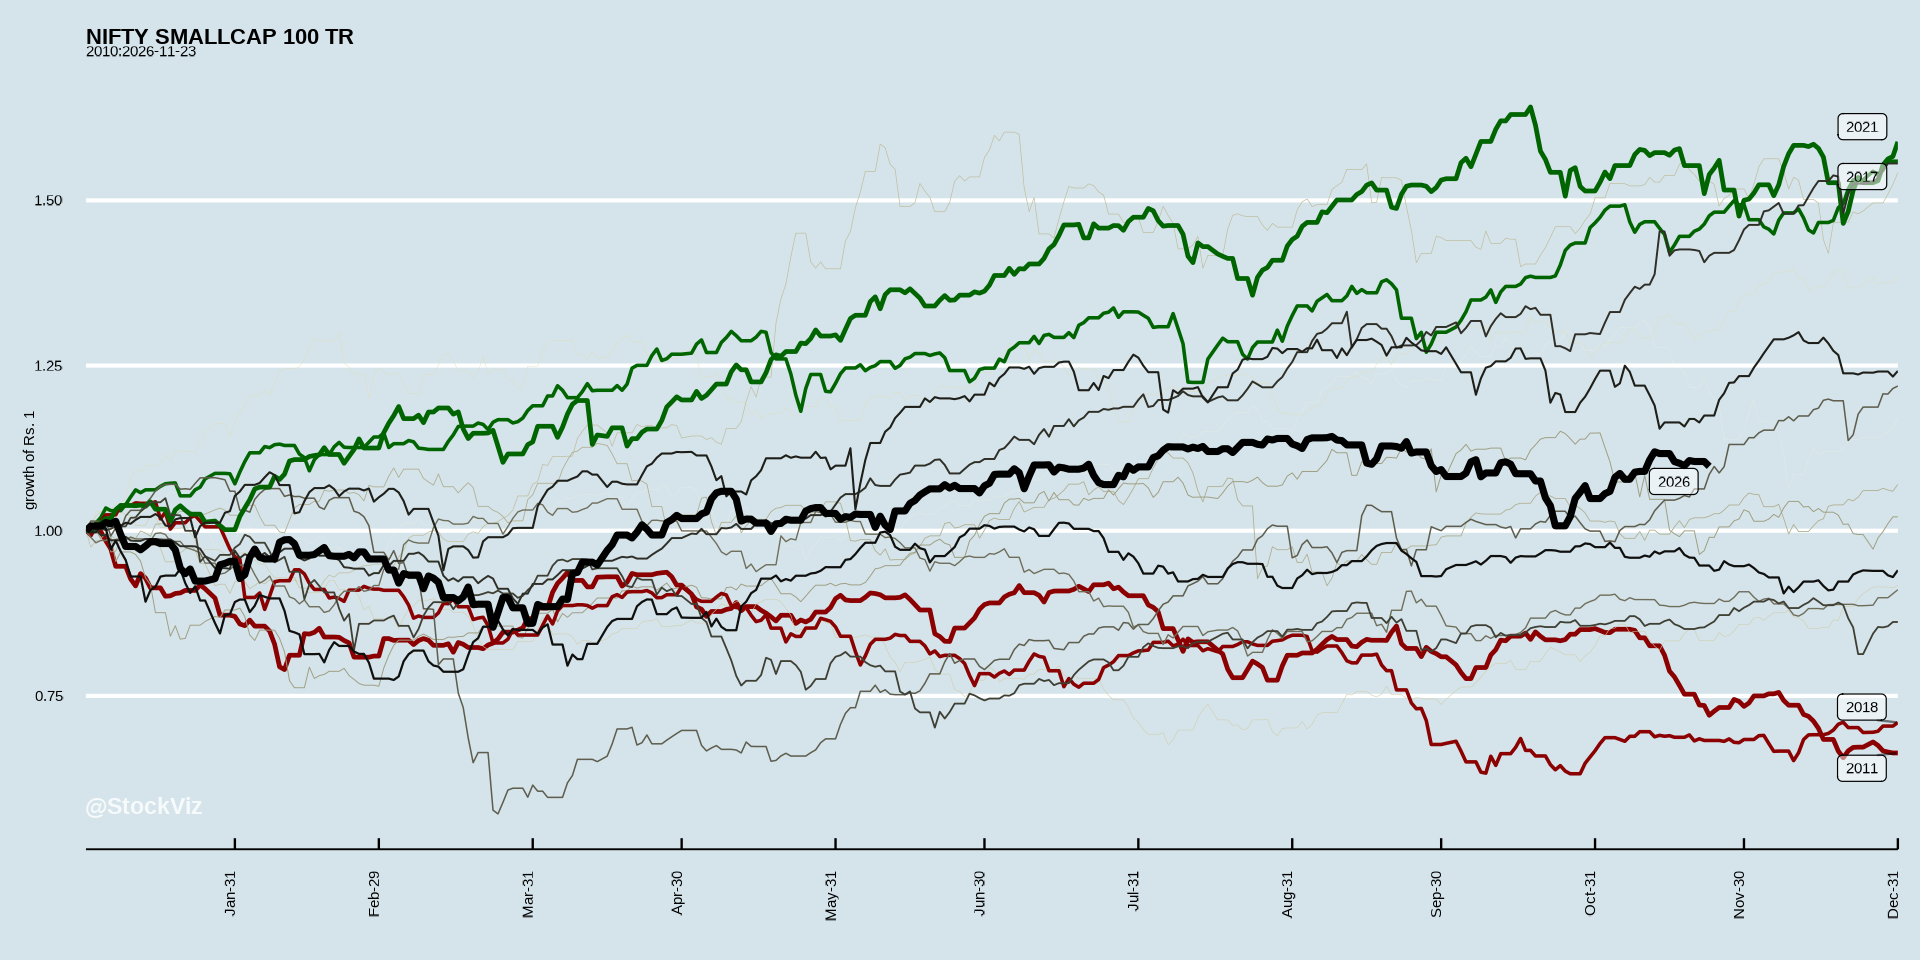 NIFTY SMALLCAP 100 TR
2010:2026-11-23
growth of Rs. 1
1.50
1.25
1.00
0.75
2021
2017
2026
2018
2011
@StockViz
Jan-31
Feb-29
Mar-31
Apr-30
May-31
Jun-30
Jul-31
Aug-31
Sep-30
Oct-31
Nov-30
Dec-31